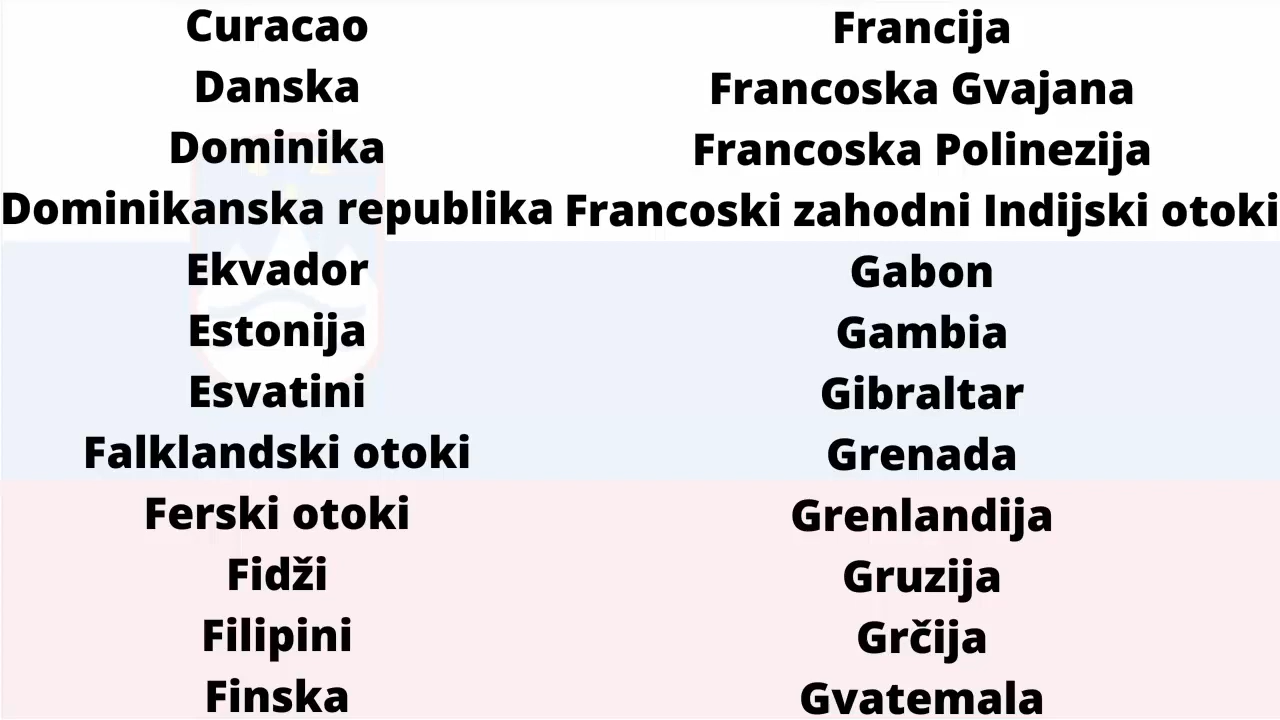 Curacao
Danska
Dominika
Dominikanska republika
Ekvador
Estonija
Esvatini
Falklandski otoki
Ferski otoki
Fidži
Filipini
Finska
Francija
Francoska Gvajana
Francoska Polinezija
Francoski zahodni Indijski otoki
Gabon
Gambia
Gibraltar
Grenada
Grenlandija
Gruzija
Grčija
Gvatemala